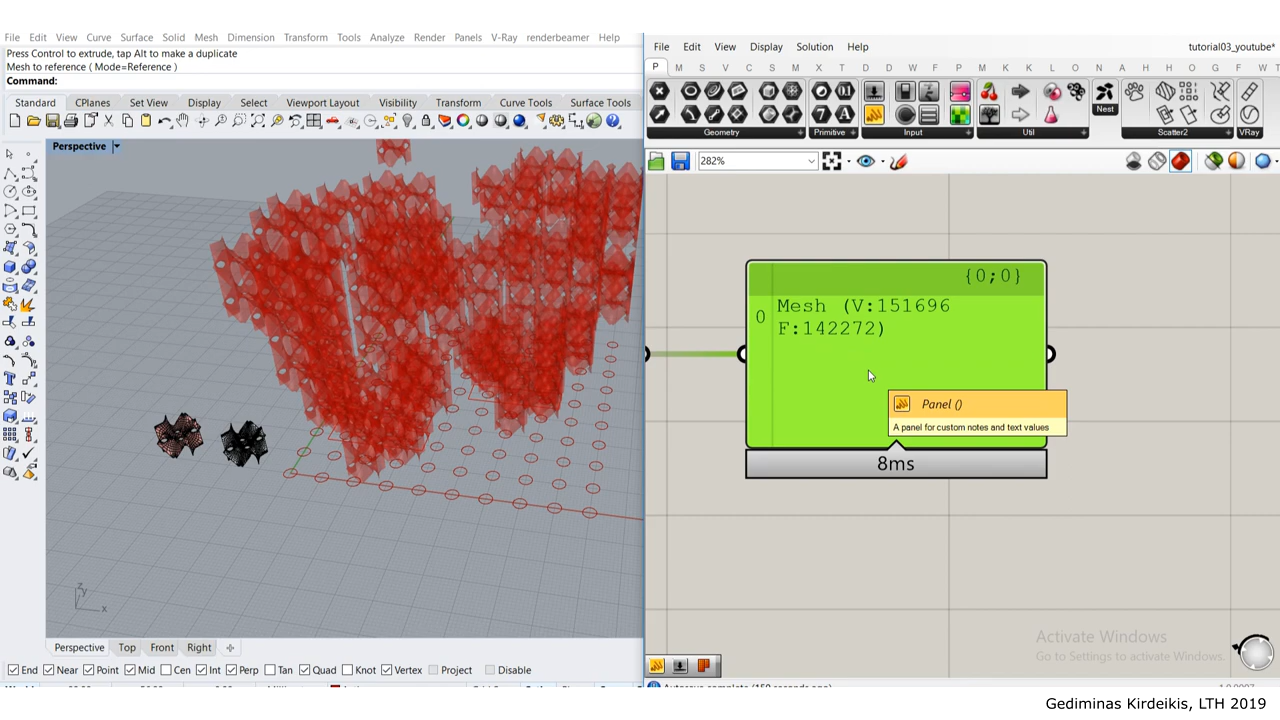 File Edit View Curve Surface Solid Mesh Dimension Transform Tools Analyze Render Panels V-Ray renderbeamer Help
Press Control to extrude, tap Alt to make a duplicate
Mesh to reference ( Mode=Reference )
Command:
Standard CPlanes Set View Display Select Viewport Layout Visibility Transform Curve Tools Surface Tools
Perspective
z y x
Perspective Top Front Right
End Near Point Mid Cen Int Perp Tan Quad Knot Vertex Project Disable
File Edit View Display Solution Help tutorial03_youtube*
P M S V C S M X T D D W F P M K K L O N A E H H O G F W T
Nest
Geometry Primitive Input Util Scatter2 VRay
282%
{0;0}
0 Mesh (V:151696
F:142272)
Panel ()
A panel for custom notes and text values
8ms
Activate Windows
Go to Settings to activate Windows.
Gediminas Kirdeikis, LTH 2019